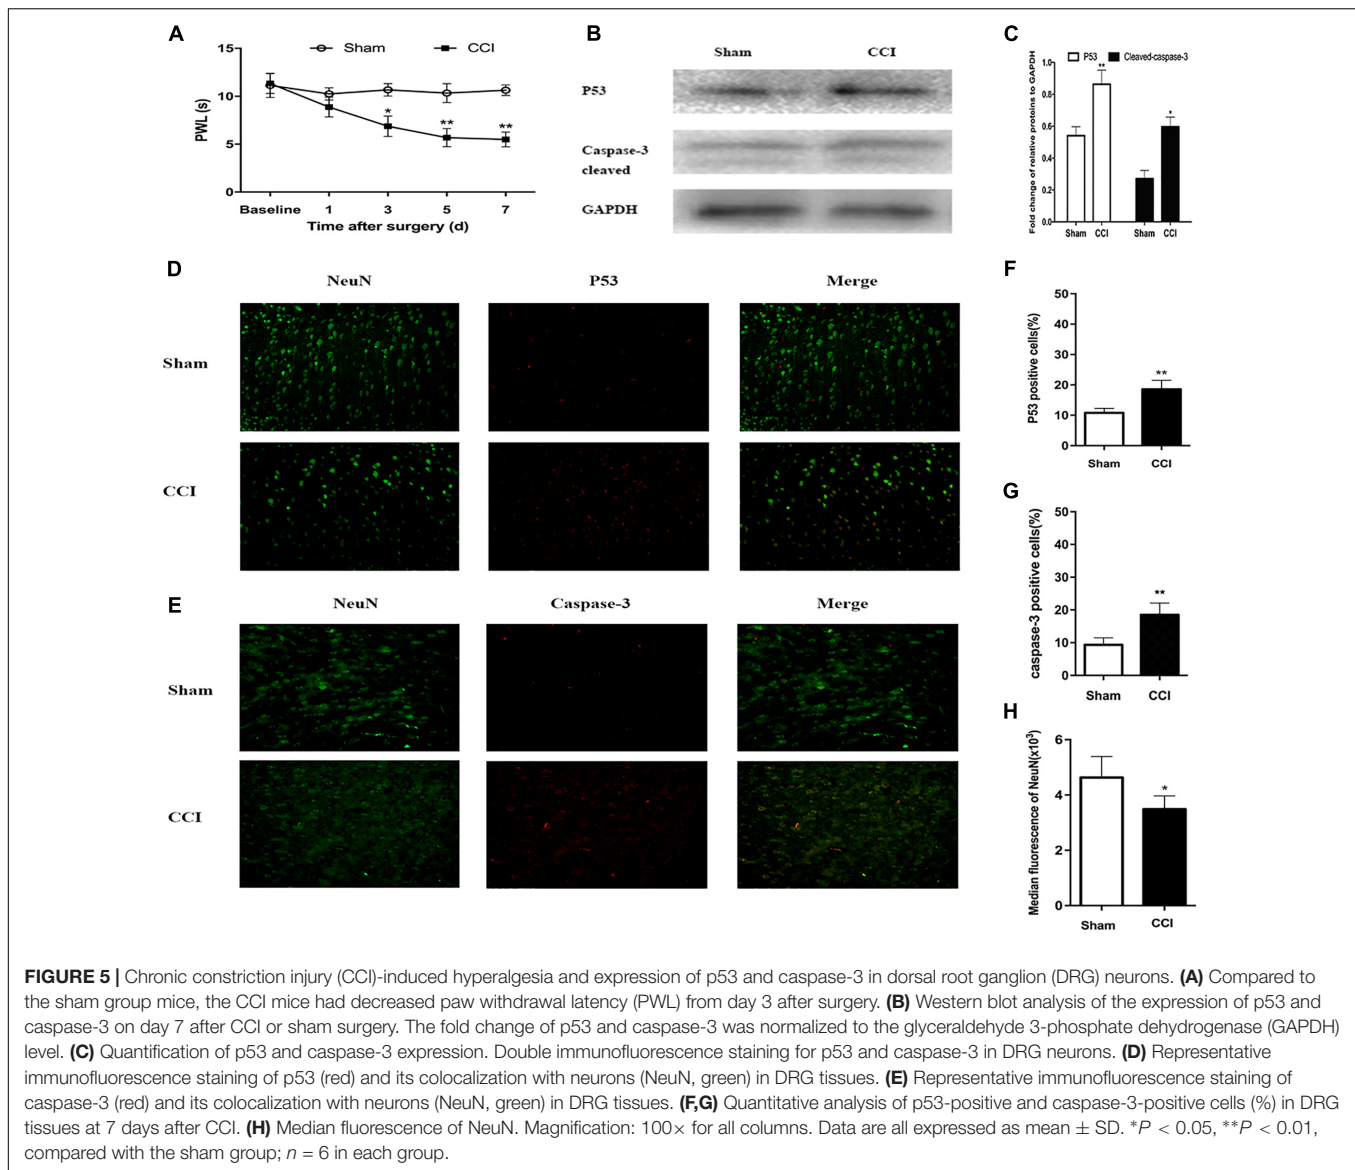 A
Sham
CCI
15
10
5
0
PWL (s)
*
**
**
Baseline
1
3
5
7
Time after surgery (d)
B
Sham
CCI
P53
Caspase-3
cleaved
GAPDH
C
P53
Cleaved-caspase-3
Fold change of relative proteins to GAPDH
1.0
0.8
0.6
0.4
0.2
0.0
**
*
Sham
CCI
Sham
CCI
D
NeuN
P53
Merge
Sham
CCI
E
NeuN
Caspase-3
Merge
Sham
CCI
F
P53 positive cells(%)
50
40
30
20
10
0
**
Sham
CCI
G
caspase-3 positive cells(%)
50
40
30
20
10
0
**
Sham
CCI
H
Median fluorescence of NeuN(x10³)
6
4
2
0
*
Sham
CCI
FIGURE 5 | Chronic constriction injury (CCI)-induced hyperalgesia and expression of p53 and caspase-3 in dorsal root ganglion (DRG) neurons. (A) Compared to
the sham group mice, the CCI mice had decreased paw withdrawal latency (PWL) from day 3 after surgery. (B) Western blot analysis of the expression of p53 and
caspase-3 on day 7 after CCI or sham surgery. The fold change of p53 and caspase-3 was normalized to the glyceraldehyde 3-phosphate dehydrogenase (GAPDH)
level. (C) Quantification of p53 and caspase-3 expression. Double immunofluorescence staining for p53 and caspase-3 in DRG neurons. (D) Representative
immunofluorescence staining of p53 (red) and its colocalization with neurons (NeuN, green) in DRG tissues. (E) Representative immunofluorescence staining of
caspase-3 (red) and its colocalization with neurons (NeuN, green) in DRG tissues. (F,G) Quantitative analysis of p53-positive and caspase-3-positive cells (%) in DRG
tissues at 7 days after CCI. (H) Median fluorescence of NeuN. Magnification: 100× for all columns. Data are all expressed as mean ± SD. *P < 0.05, **P < 0.01,
compared with the sham group; n = 6 in each group.